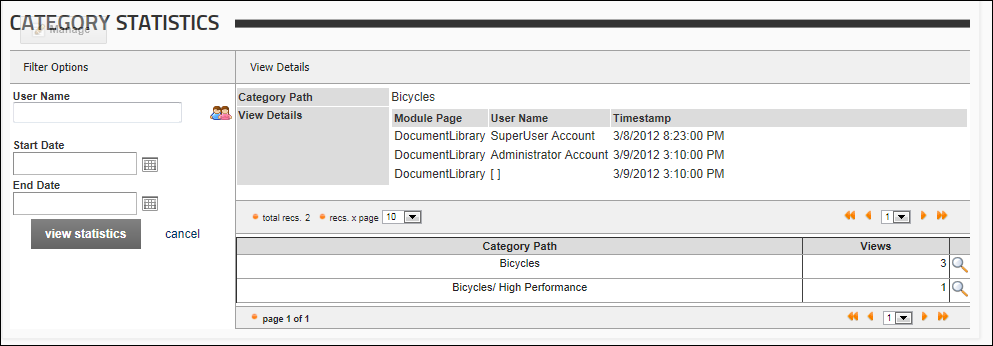 CATEGORY STATISTICS
Manage
Filter Options
User Name
Start Date
End Date
view statistics cancel
View Details
Category Path Bicycles
View Details
Module Page User Name Timestamp
DocumentLibrary SuperUser Account 3/8/2012 8:23:00 PM
DocumentLibrary Administrator Account 3/9/2012 3:10:00 PM
DocumentLibrary [ ] 3/9/2012 3:10:00 PM
total recs. 2 recs. x page 10 1
Category Path Views
Bicycles 3
Bicycles/ High Performance 1
page 1 of 1 1